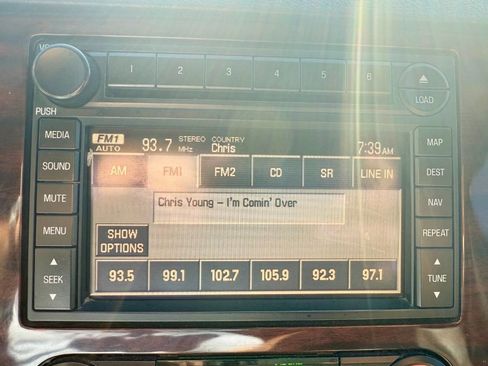 1 2 3 4 5 6
LOAD
PUSH
MEDIA
SOUND
MUTE
MENU
SEEK
FM1 AUTO 93.7 MHz STEREO COUNTRY Chris 7:39AM
AM FM1 FM2 CD SR LINE IN
Chris Young - I'm Comin' Over
SHOW OPTIONS
93.5 99.1 102.7 105.9 92.3 97.1
MAP
DEST
NAV
REPEAT
TUNE